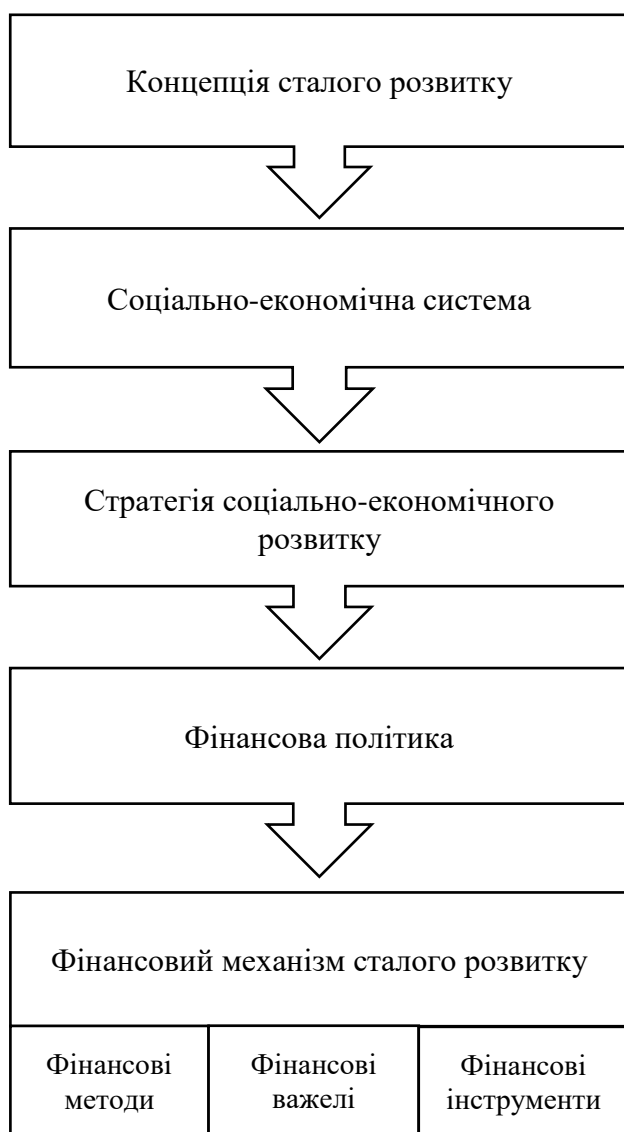 Концепція сталого розвитку
Соціально-економічна система
Стратегія соціально-економічного
розвитку
Фінансова політика
Фінансовий механізм сталого розвитку
Фінансові
методи
Фінансові
важелі
Фінансові
інструменти